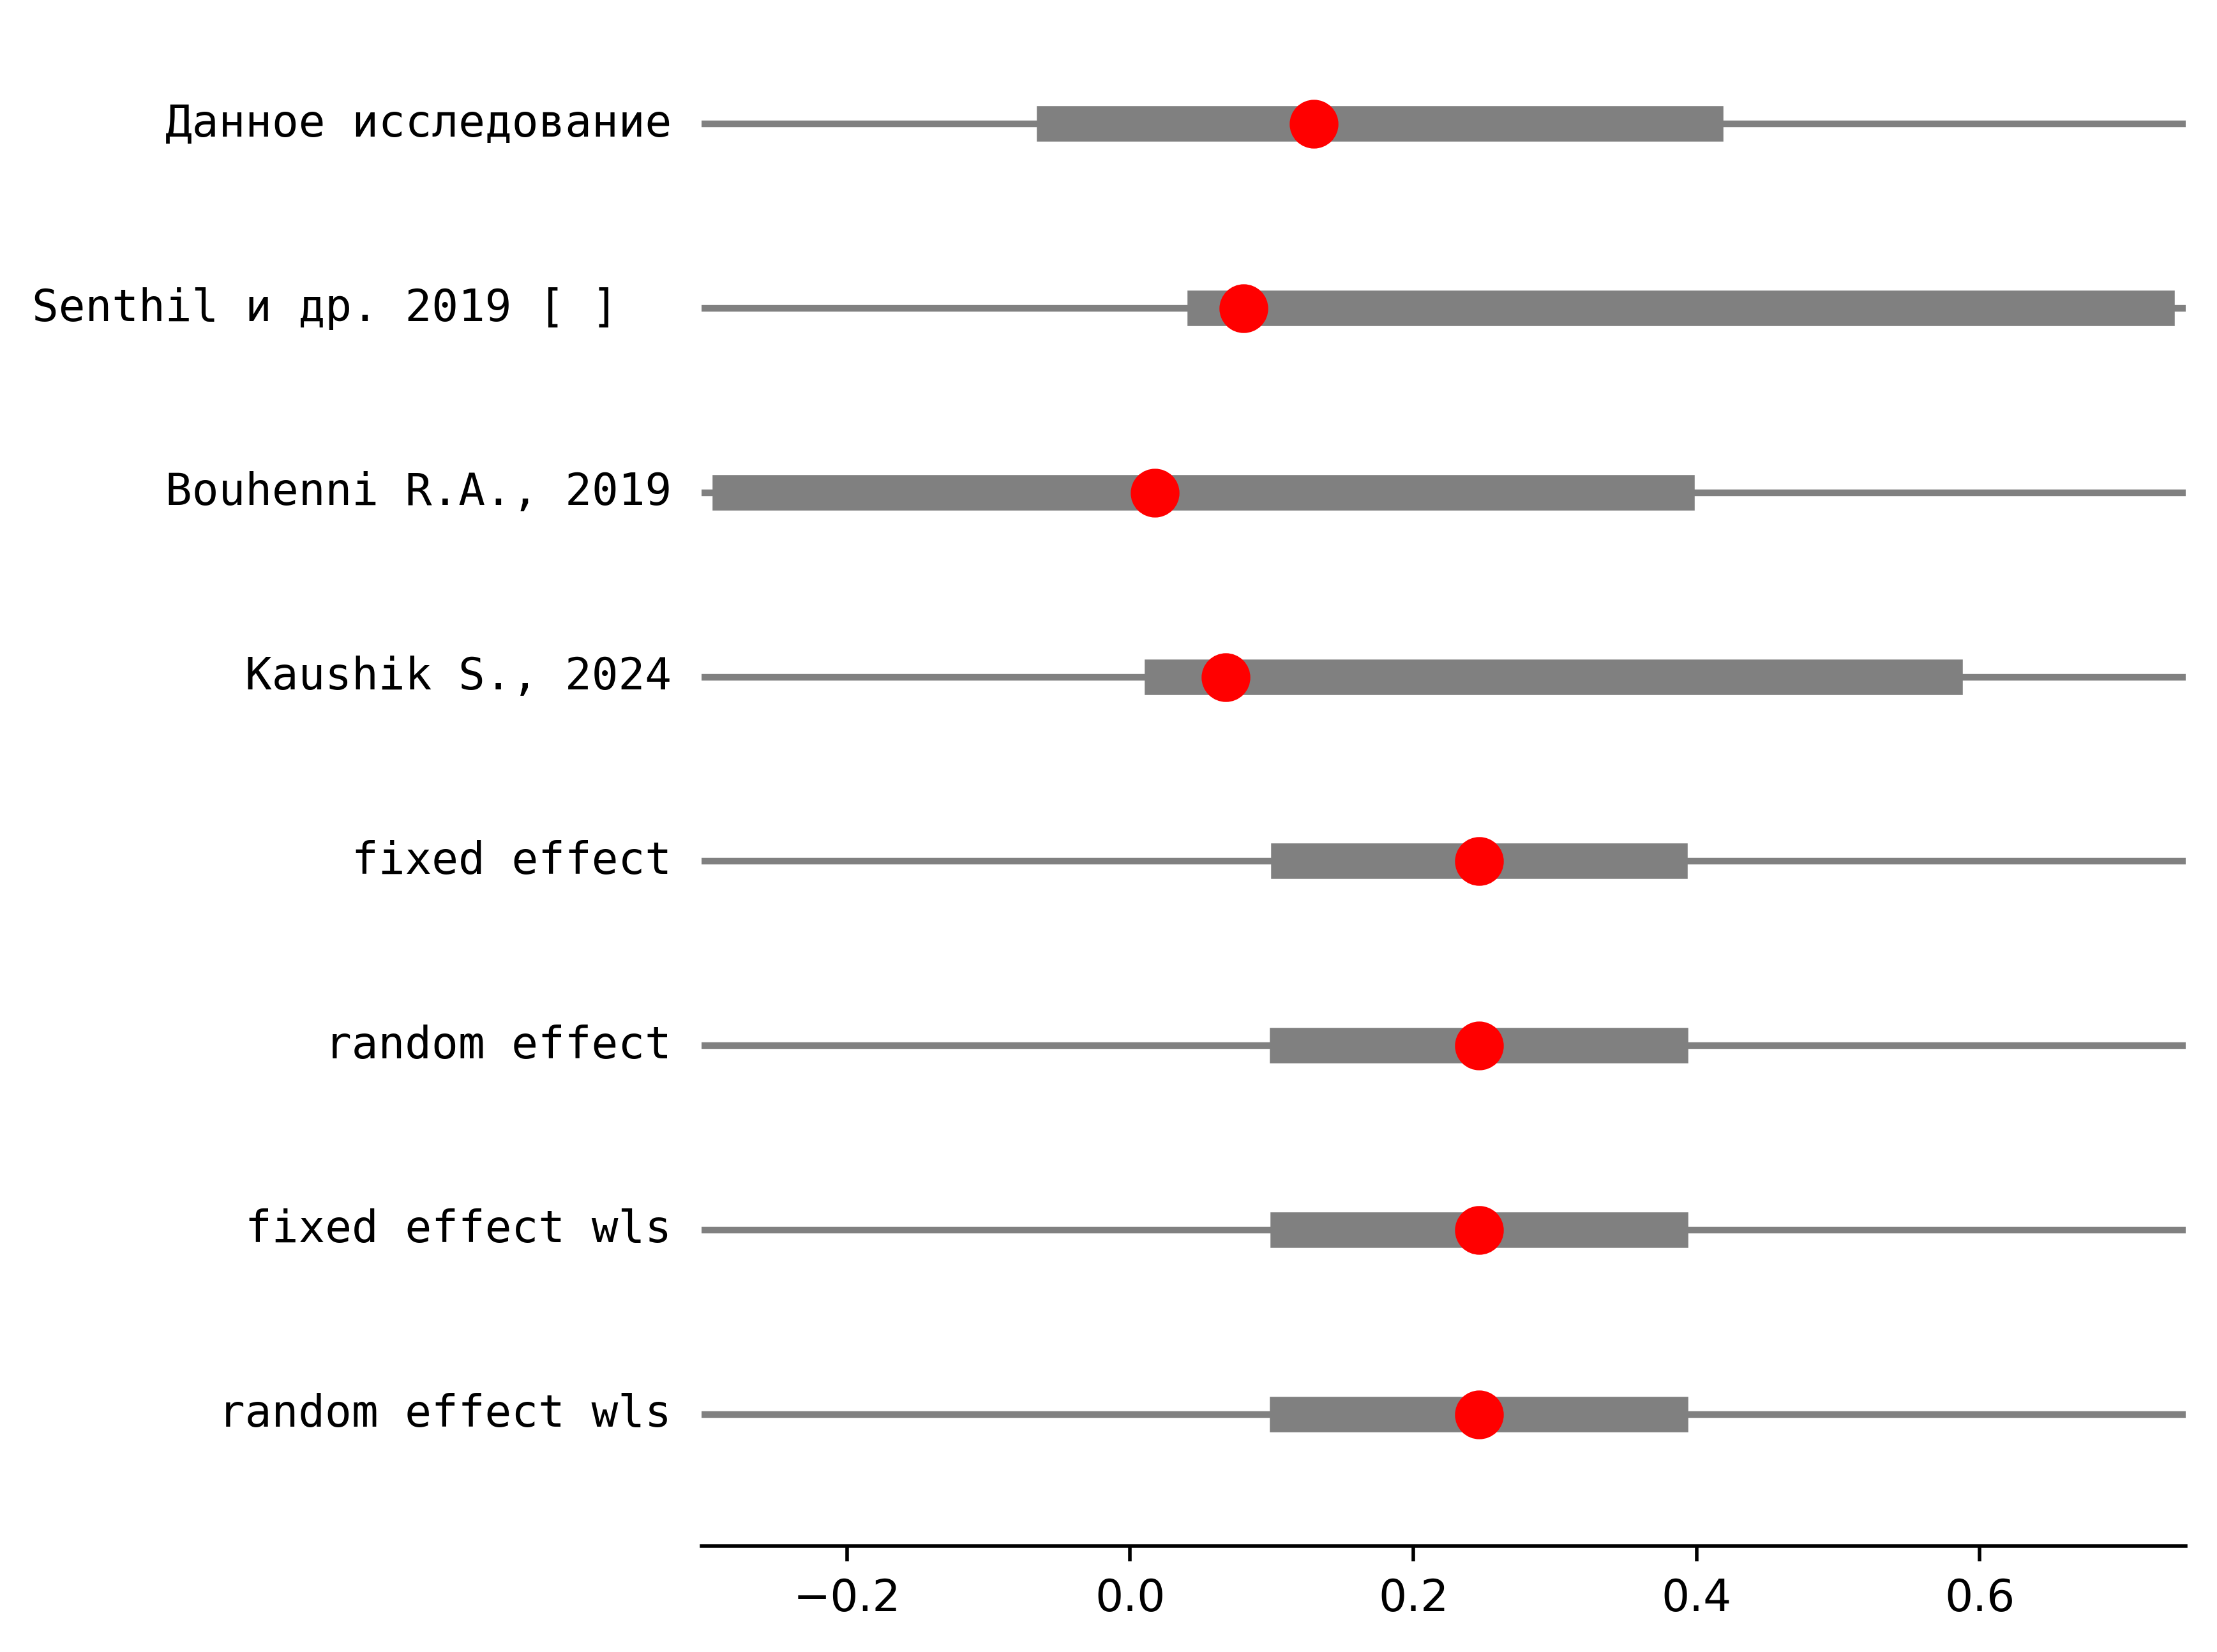 Данное исследование
Senthil и др. 2019 [ ]
Bouhenni R.A., 2019
Kaushik S., 2024
fixed effect
random effect
fixed effect wls
random effect wls
−0.2 0.0 0.2 0.4 0.6